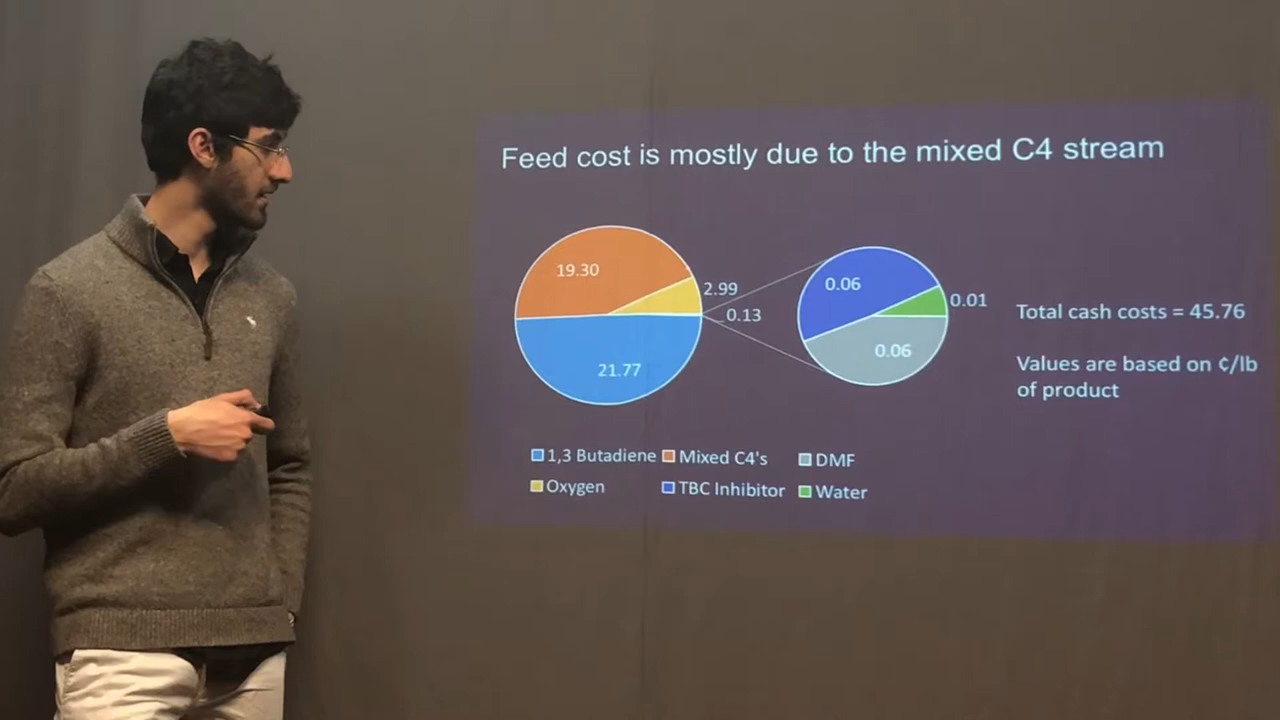 Feed cost is mostly due to the mixed C4 stream
19.30
2.99
0.13
21.77
0.06
0.01
0.06
Total cash costs = 45.76
Values are based on ¢/lb
of product
1,3 Butadiene Mixed C4's DMF
Oxygen TBC Inhibitor Water